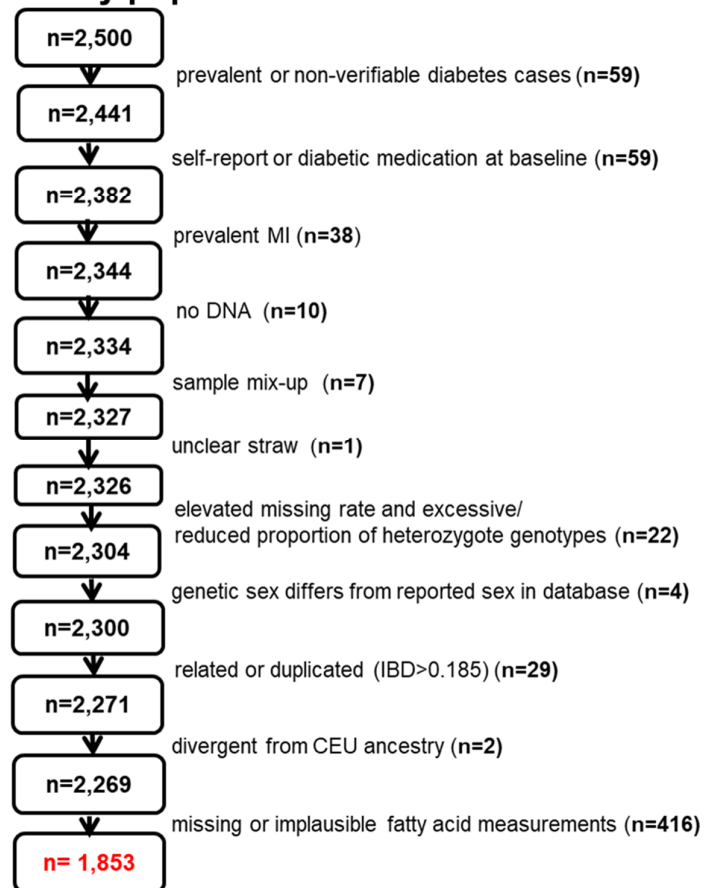 n=2,500
prevalent or non-verifiable diabetes cases (n=59)
n=2,441
self-report or diabetic medication at baseline (n=59)
n=2,382
prevalent MI (n=38)
n=2,344
no DNA (n=10)
n=2,334
sample mix-up (n=7)
n=2,327
unclear straw (n=1)
n=2,326
elevated missing rate and excessive/
reduced proportion of heterozygote genotypes (n=22)
n=2,304
genetic sex differs from reported sex in database (n=4)
n=2,300
related or duplicated (IBD>0.185) (n=29)
n=2,271
divergent from CEU ancestry (n=2)
n=2,269
missing or implausible fatty acid measurements (n=416)
n= 1,853